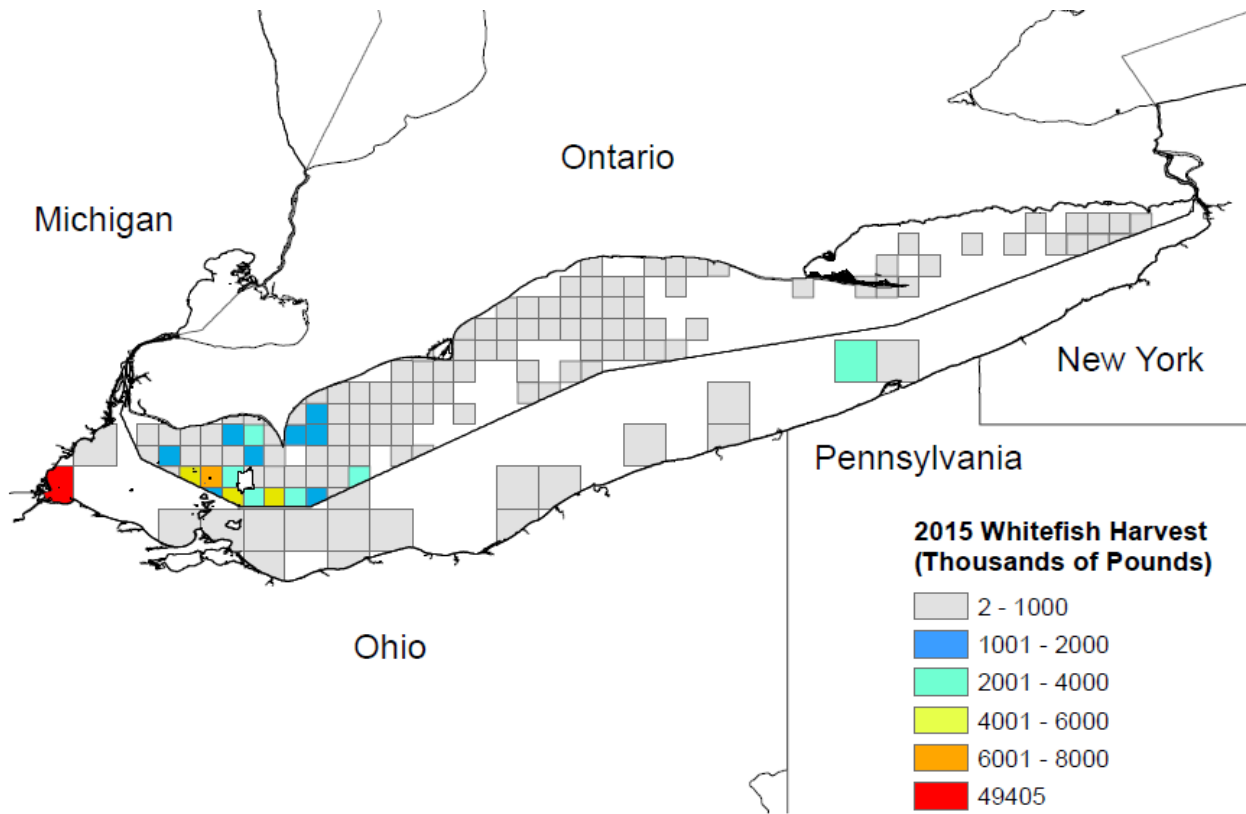 Ontario
Michigan
New York
Pennsylvania
Ohio
2015 Whitefish Harvest
(Thousands of Pounds)
2 - 1000
1001 - 2000
2001 - 4000
4001 - 6000
6001 - 8000
49405